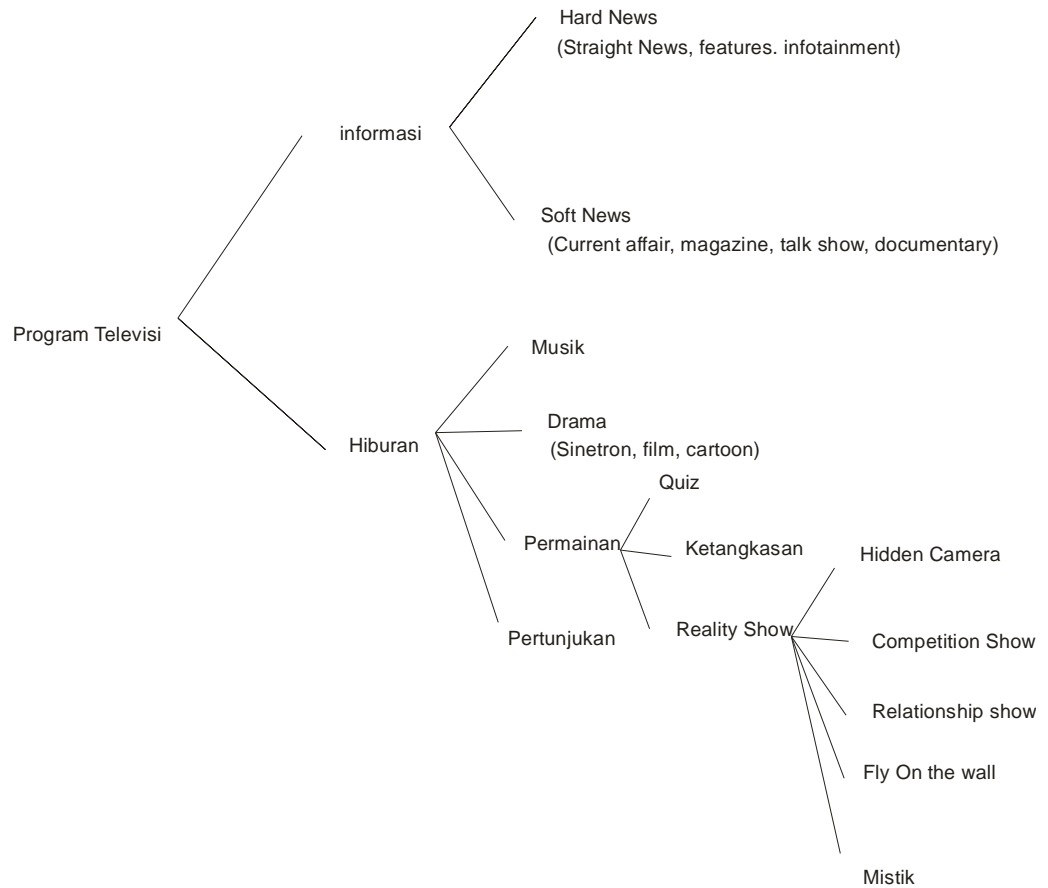 Hard News
(Straight News, features. infotainment)
informasi
Soft News
(Current affair, magazine, talk show, documentary)
Program Televisi
Musik
Drama
(Sinetron, film, cartoon)
Hiburan
Quiz
Permainan
Ketangkasan
Hidden Camera
Reality Show
Pertunjukan
Competition Show
Relationship show
Fly On the wall
Mistik